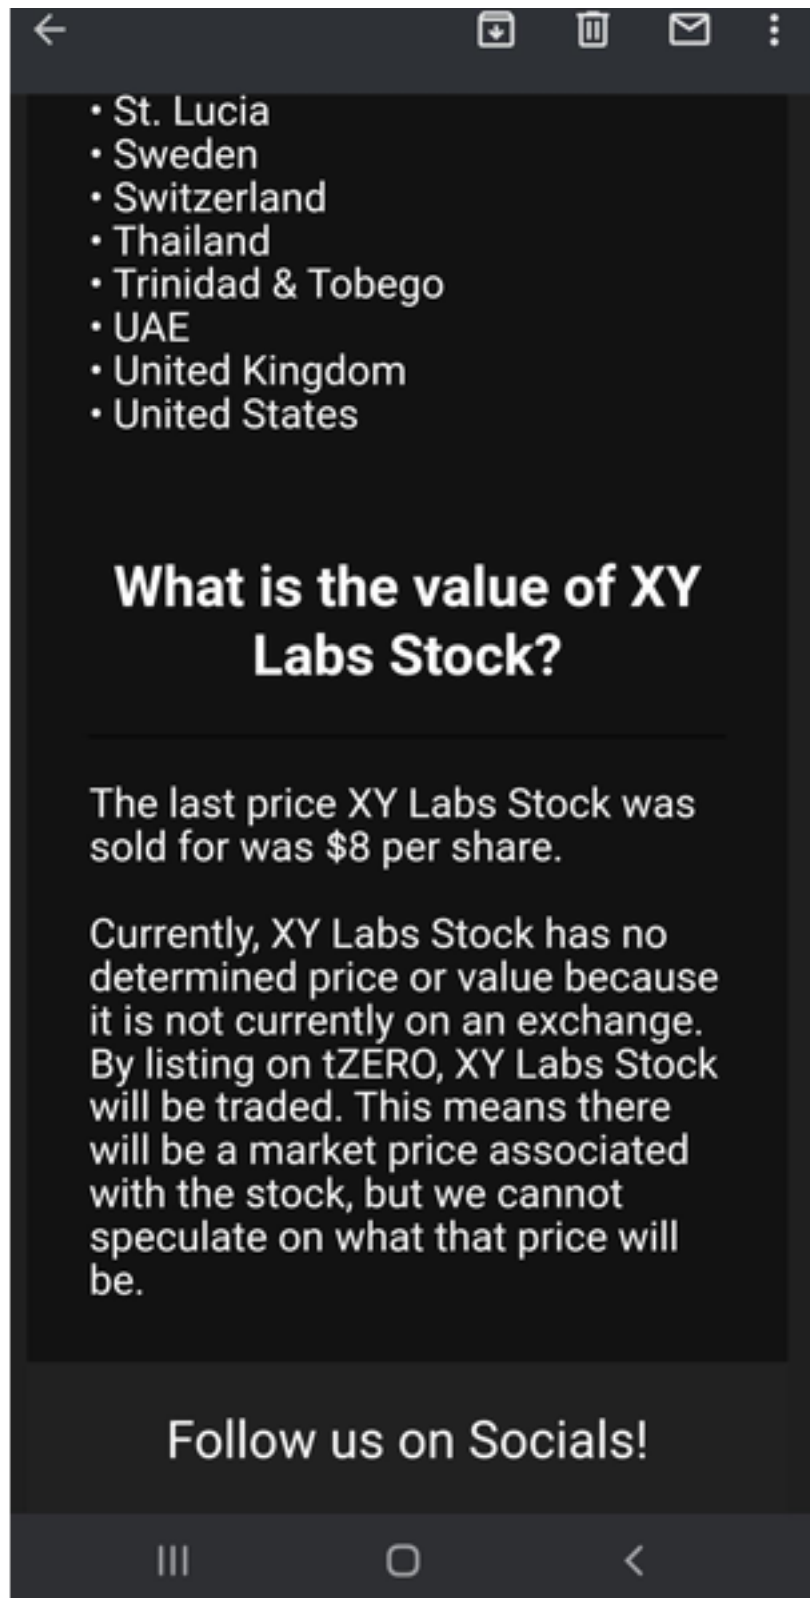 • St. Lucia
• Sweden
• Switzerland
• Thailand
• Trinidad & Tobego
• UAE
• United Kingdom
• United States
What is the value of XY
Labs Stock?
The last price XY Labs Stock was
sold for was $8 per share.
Currently, XY Labs Stock has no
determined price or value because
it is not currently on an exchange.
By listing on tZERO, XY Labs Stock
will be traded. This means there
will be a market price associated
with the stock, but we cannot
speculate on what that price will
be.
Follow us on Socials!